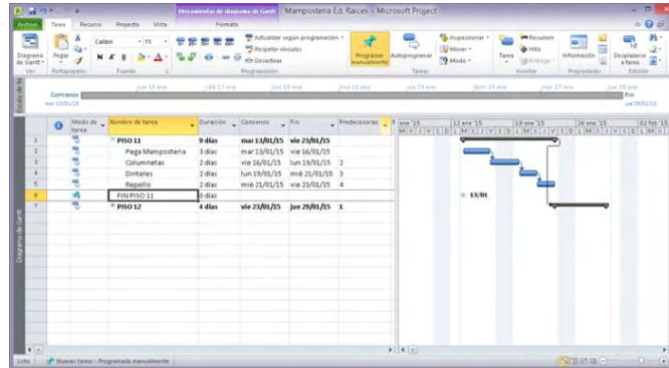 Herramientas de diagrama de Gantt
Mampostería Ed. Raices - Microsoft Project
Archivo Tarea Recurso Proyecto Vista Formato
Diagrama de Gantt
Pegar
Calibri 11
N K S
Actualizar según programación
Respetar vínculos
Desactivar
Programar manualmente
Autoprogramar
Inspeccionar
Mover
Modo
Tarea
Resumen
Hito
Entrega
Información
Desplazarse a tarea
Ver Portapapeles Fuente Programación Tareas Insertar Propiedades Edición
Comienzo
mar 13/01/15
Fin
jue 29/01/15
Modo de tarea Nombre de tarea Duración Comienzo Fin Predecesoras
ene '15 12 ene '15 19 ene '15 26 ene '15 02 feb '15
1 PISO 11 9 días mar 13/01/15 vie 23/01/15
2 Pega Mamposteria 3 días mar 13/01/15 vie 16/01/15
3 Columnetas 2 días vie 16/01/15 lun 19/01/15 2
4 Dinteles 2 días lun 19/01/15 mié 21/01/15 3
5 Repello 2 días mié 21/01/15 vie 23/01/15 4
6 FIN PISO 11 0 días
13/01
7 PISO 12 4 días vie 23/01/15 jue 29/01/15 1
Diagrama de Gantt
Listo Nuevas tareas : Programada manualmente